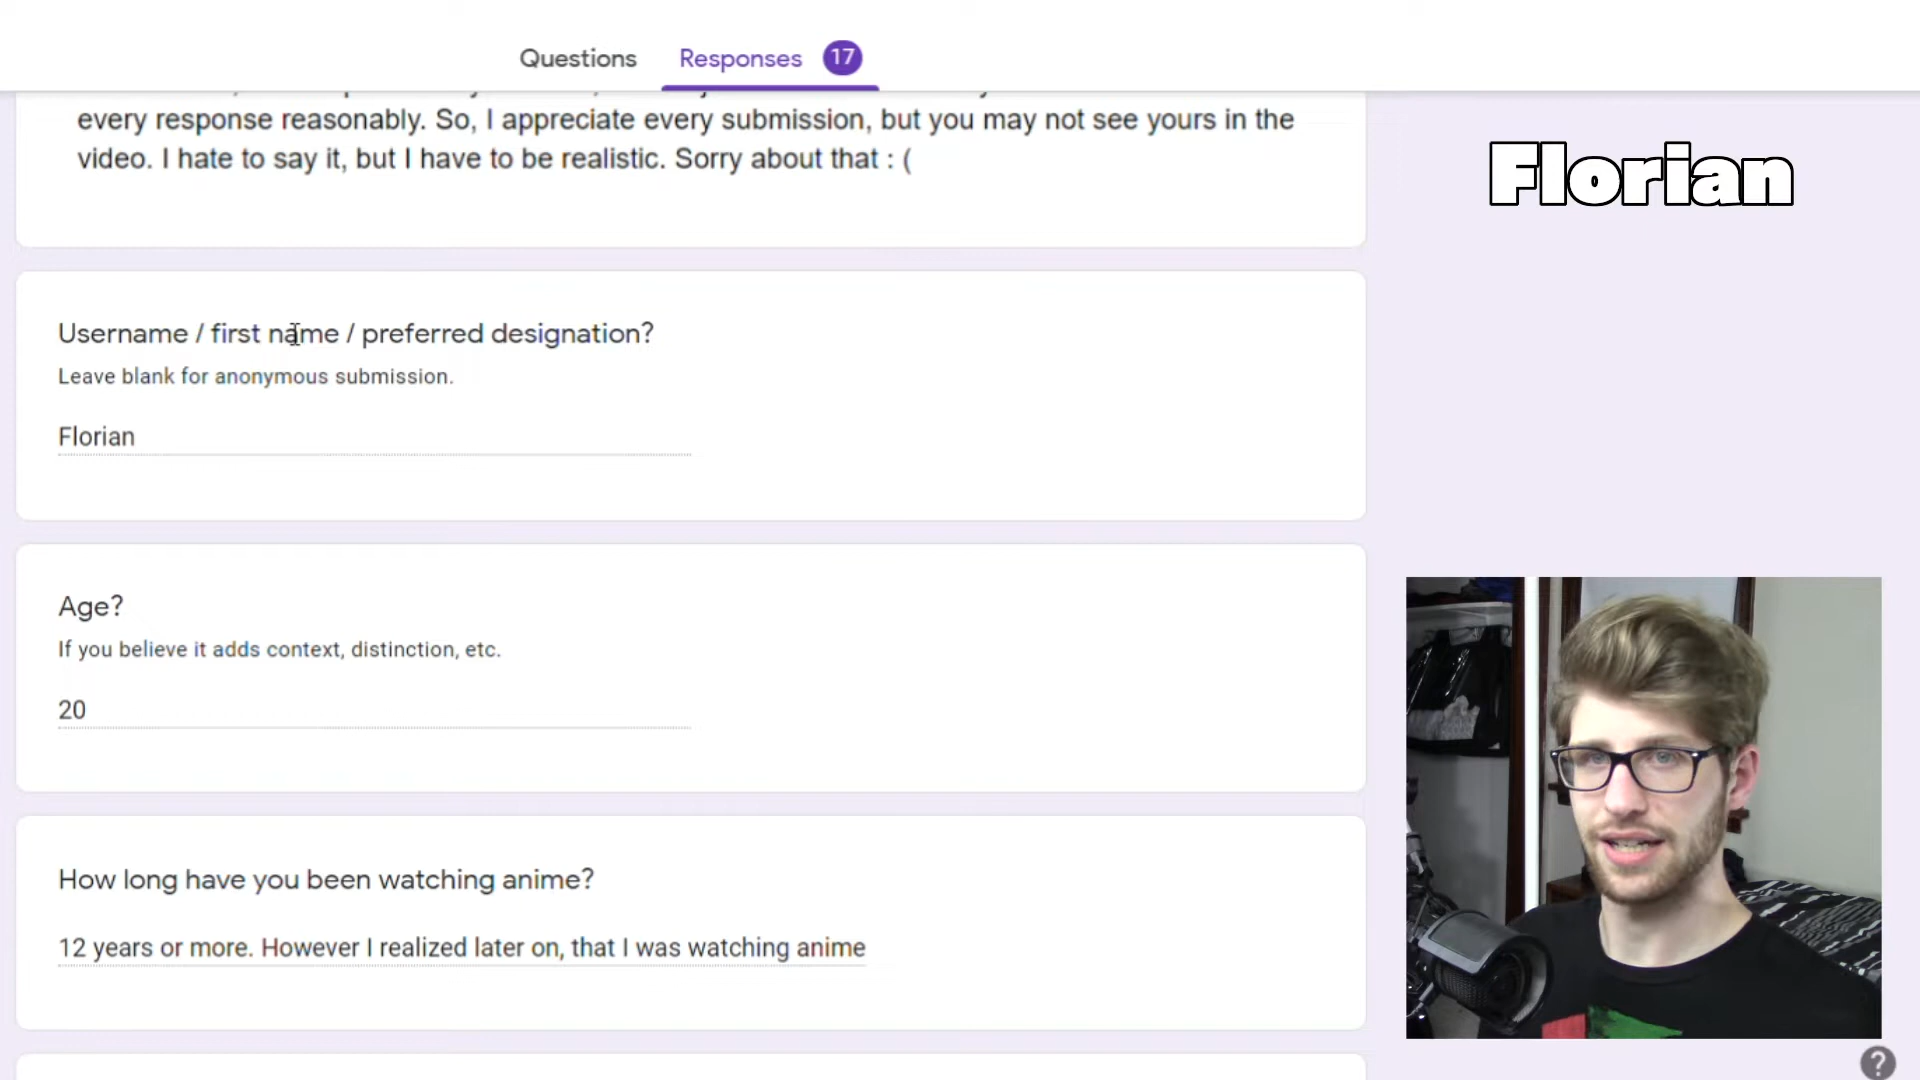 Questions
Responses 17
every response reasonably. So, I appreciate every submission, but you may not see yours in the
video. I hate to say it, but I have to be realistic. Sorry about that : (
Florian
Username / first name / preferred designation?
Leave blank for anonymous submission.
Florian
Age?
If you believe it adds context, distinction, etc.
20
How long have you been watching anime?
12 years or more. However I realized later on, that I was watching anime
?